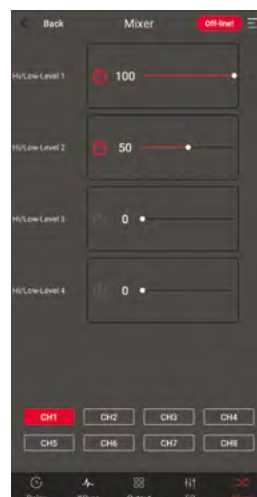 Back Mixer Off-line!
Hi/Low-Level 1 100
Hi/Low-Level 2 50
Hi/Low-Level 3 0
Hi/Low-Level 4 0
CH1 CH2 CH3 CH4
CH5 CH6 CH7 CH8